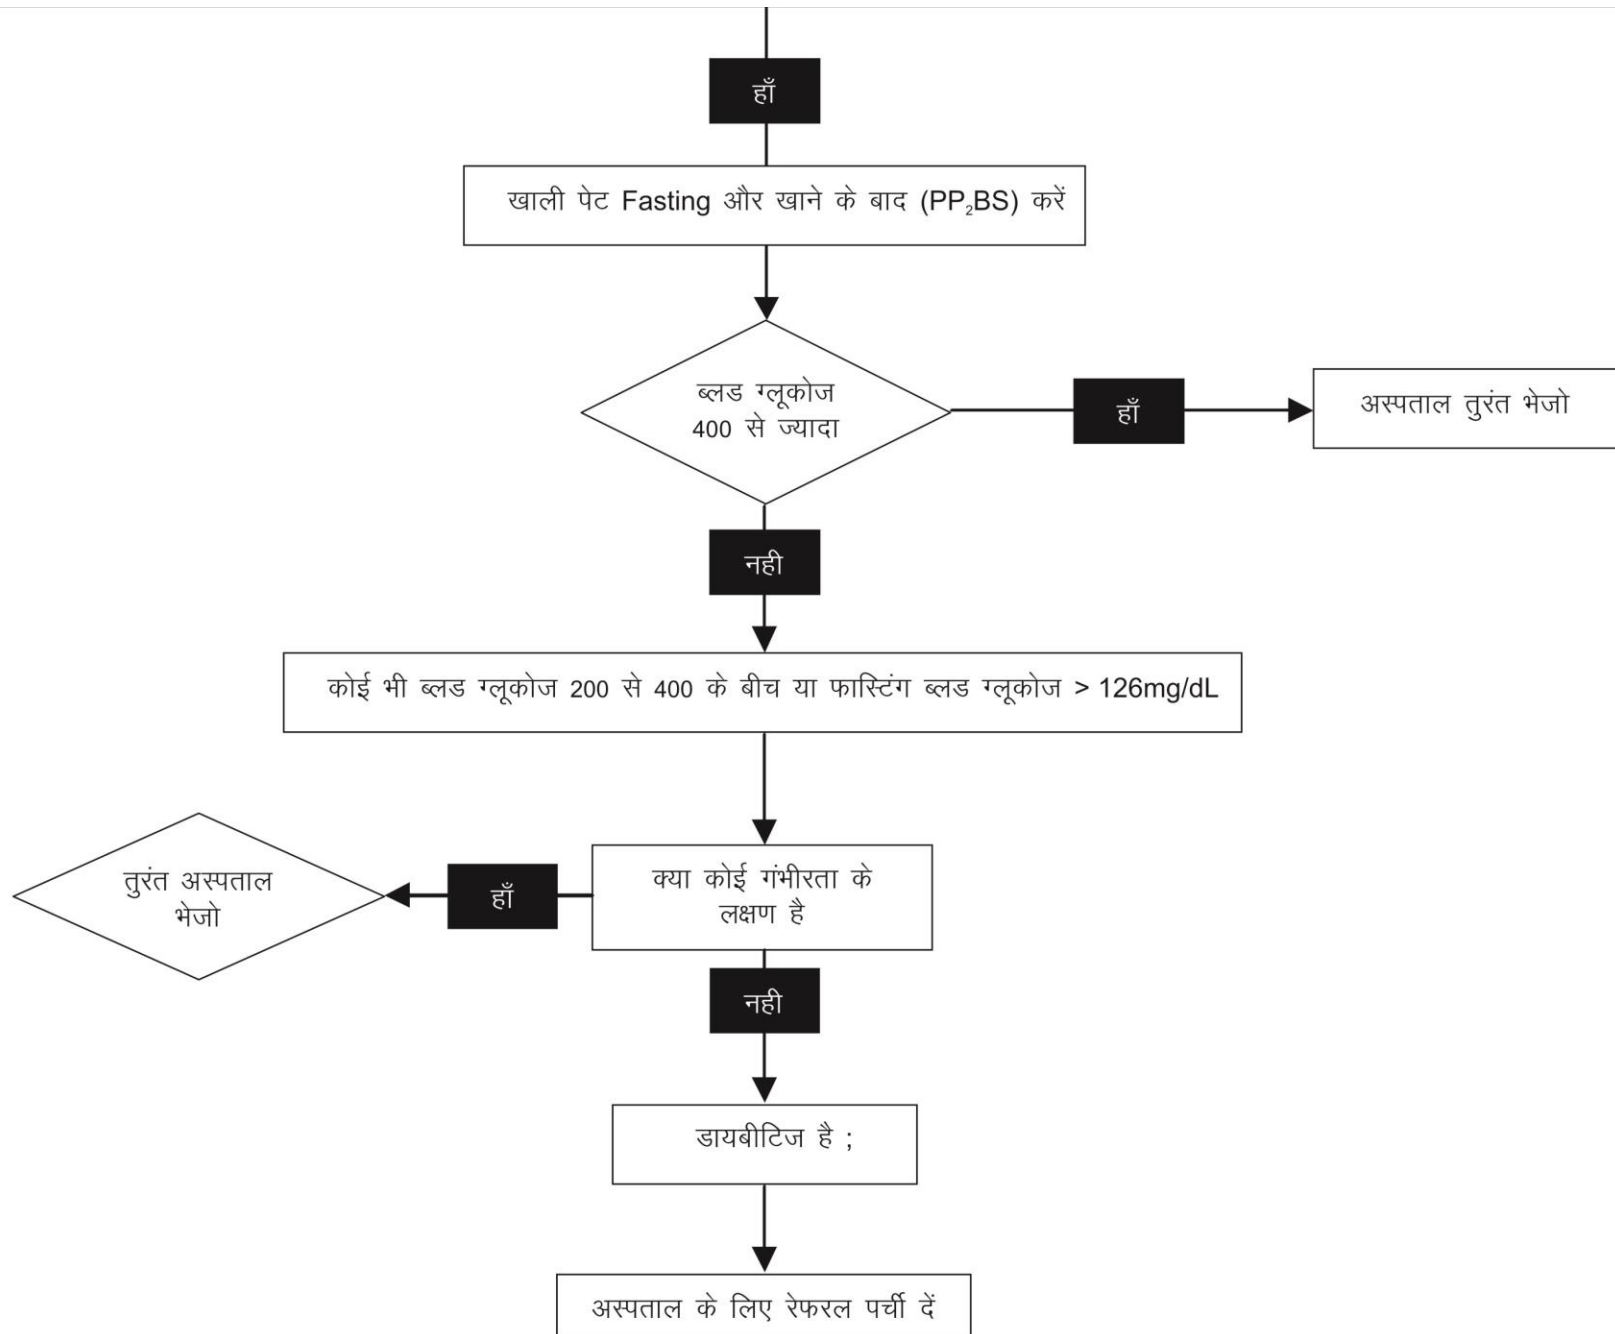 हाँ
खाली पेट Fasting और खाने के बाद (PP₂BS) करें
ब्लड ग्लूकोज
400 से ज्यादा
हाँ
अस्पताल तुरंत भेजो
नही
कोई भी ब्लड ग्लूकोज 200 से 400 के बीच या फास्टिंग ब्लड ग्लूकोज > 126mg/dL
तुरंत अस्पताल
भेजो
हाँ
क्या कोई गंभीरता के
लक्षण है
नही
डायबीटिज है ;
अस्पताल के लिए रेफरल पर्ची दें